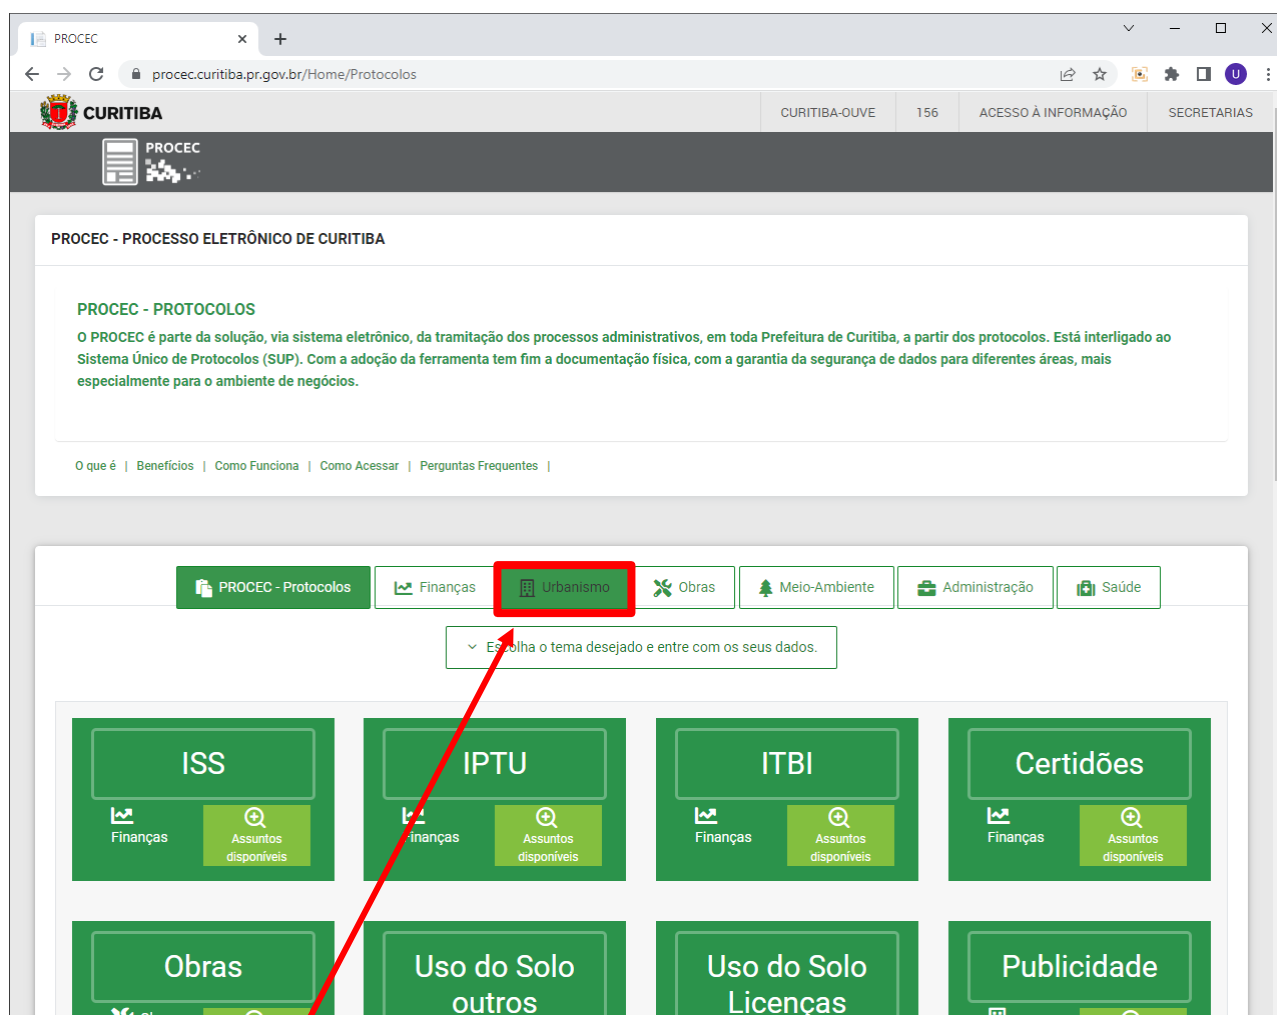 PROCEC
procec.curitiba.pr.gov.br/Home/Protocolos
U
CURITIBA
CURITIBA-OUVE
156
ACESSO À INFORMAÇÃO
SECRETARIAS
PROCEC
PROCEC - PROCESSO ELETRÔNICO DE CURITIBA
PROCEC - PROTOCOLOS
O PROCEC é parte da solução, via sistema eletrônico, da tramitação dos processos administrativos, em toda Prefeitura de Curitiba, a partir dos protocolos. Está interligado ao
Sistema Único de Protocolos (SUP). Com a adoção da ferramenta tem fim a documentação física, com a garantia da segurança de dados para diferentes áreas, mais
especialmente para o ambiente de negócios.
O que é | Benefícios | Como Funciona | Como Acessar | Perguntas Frequentes |
PROCEC - Protocolos
Finanças
Urbanismo
Obras
Meio-Ambiente
Administração
Saúde
Escolha o tema desejado e entre com os seus dados.
ISS
Finanças
Assuntos
disponíveis
IPTU
Finanças
Assuntos
disponíveis
ITBI
Finanças
Assuntos
disponíveis
Certidões
Finanças
Assuntos
disponíveis
Obras
Uso do Solo
outros
Uso do Solo
Licenças
Publicidade